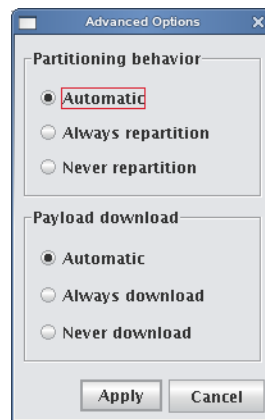 Advanced Options
Partitioning behavior
Automatic
Always repartition
Never repartition
Payload download
Automatic
Always download
Never download
Apply Cancel